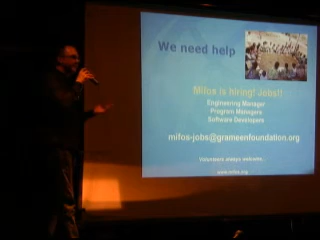 We need help
Mifos is hiring! Jobs!!
Engineering Manager
Program Managers
Software Developers
mifos-jobs@grameenfoundation.org
Volunteers always welcome...
www.mifos.org